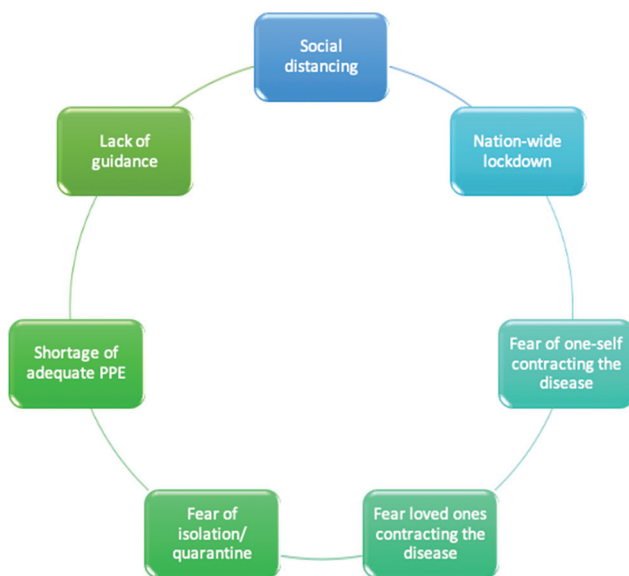 Social
distancing
Nation-wide
lockdown
Fear of one-self
contracting the
disease
Fear loved ones
contracting the
disease
Fear of
isolation/
quarantine
Shortage of
adequate PPE
Lack of
guidance